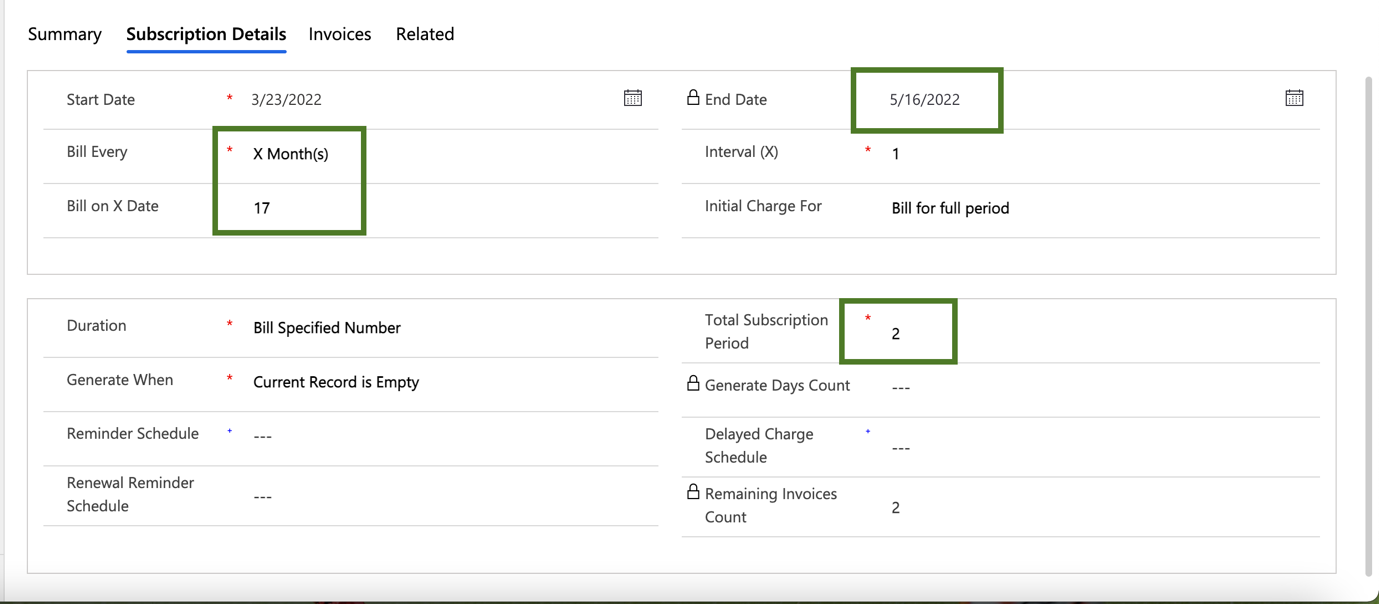 Summary Subscription Details Invoices Related
Start Date * 3/23/2022 End Date 5/16/2022
Bill Every * X Month(s) Interval (X) * 1
Bill on X Date 17 Initial Charge For Bill for full period
Duration * Bill Specified Number Total Subscription Period * 2
Generate When * Current Record is Empty Generate Days Count ---
Reminder Schedule + --- Delayed Charge Schedule + ---
Renewal Reminder Schedule --- Remaining Invoices Count 2